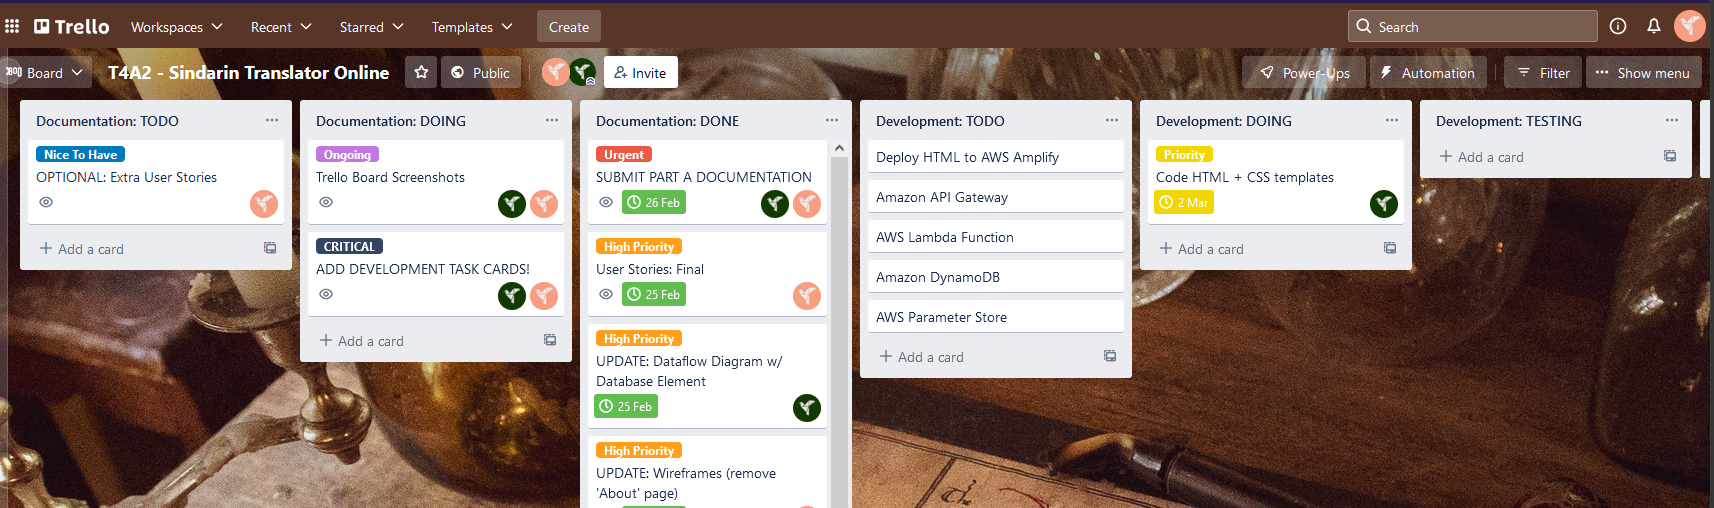 Trello
Workspaces
Recent
Starred
Templates
Create
Search
Board
T4A2 - Sindarin Translator Online
Public
Invite
Power-Ups
Automation
Filter
Show menu
Documentation: TODO
Nice To Have
OPTIONAL: Extra User Stories
Add a card
Documentation: DOING
Ongoing
Trello Board Screenshots
CRITICAL
ADD DEVELOPMENT TASK CARDS!
Add a card
Documentation: DONE
Urgent
SUBMIT PART A DOCUMENTATION
26 Feb
High Priority
User Stories: Final
25 Feb
High Priority
UPDATE: Dataflow Diagram w/
Database Element
25 Feb
High Priority
UPDATE: Wireframes (remove
'About' page)
Development: TODO
Deploy HTML to AWS Amplify
Amazon API Gateway
AWS Lambda Function
Amazon DynamoDB
AWS Parameter Store
Add a card
Development: DOING
Priority
Code HTML + CSS templates
2 Mar
Add a card
Development: TESTING
Add a card